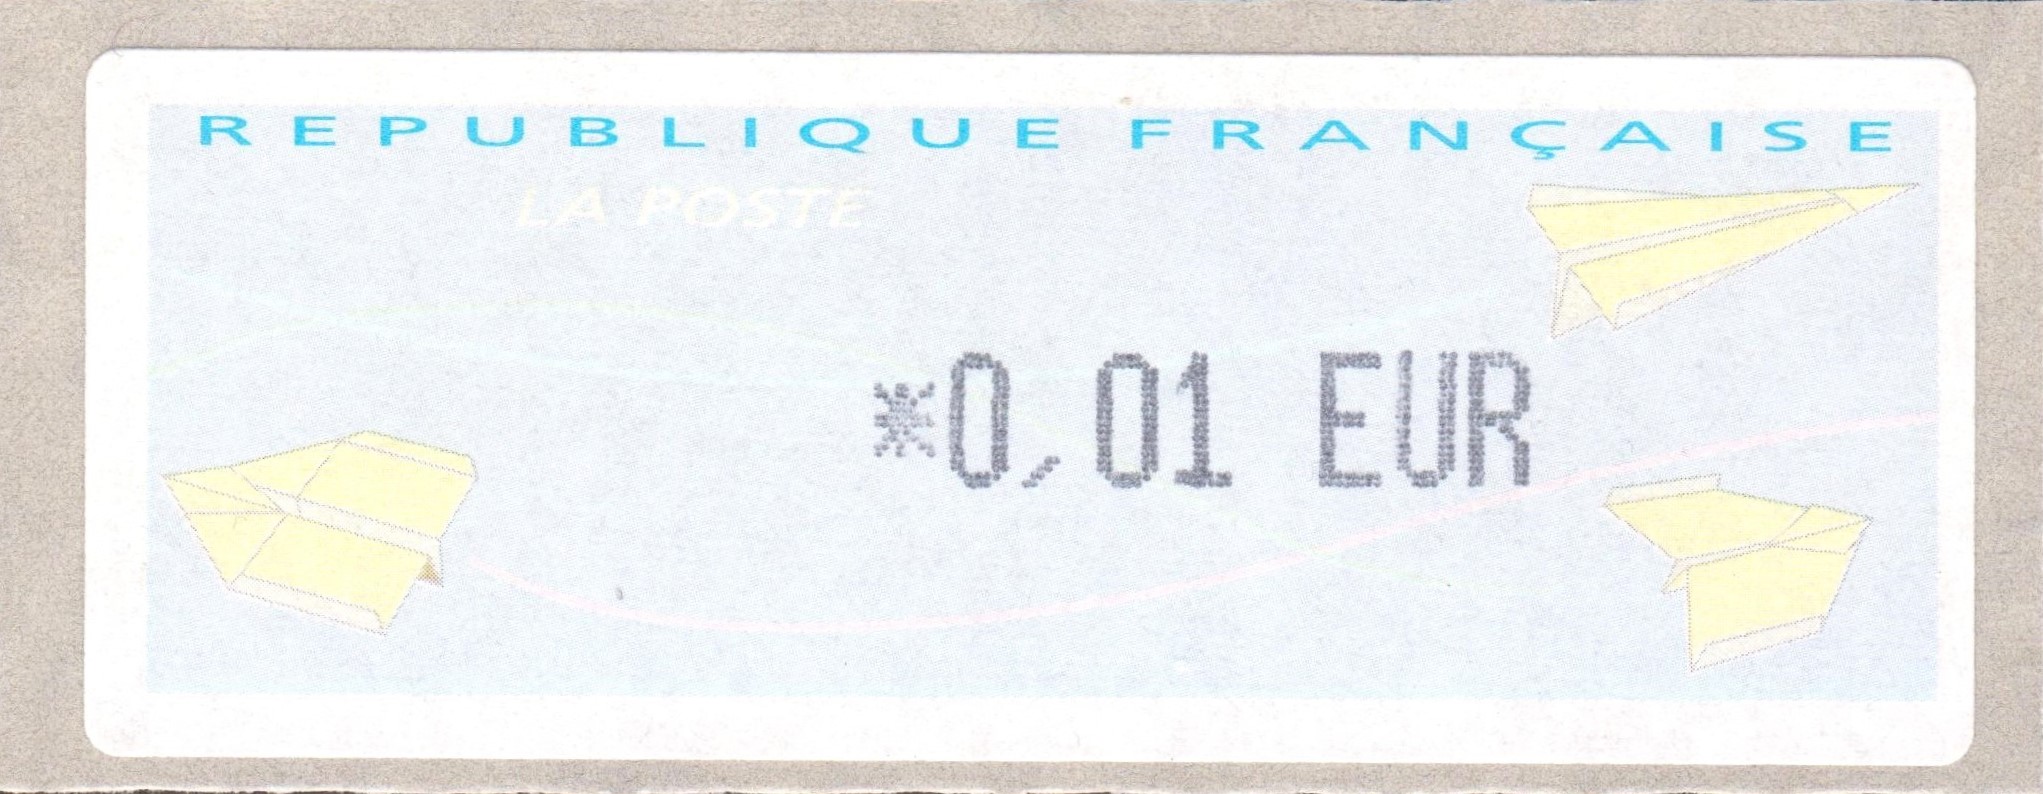 REPUBLIQUE FRANÇAISE
LA POSTE
*0,01 EUR